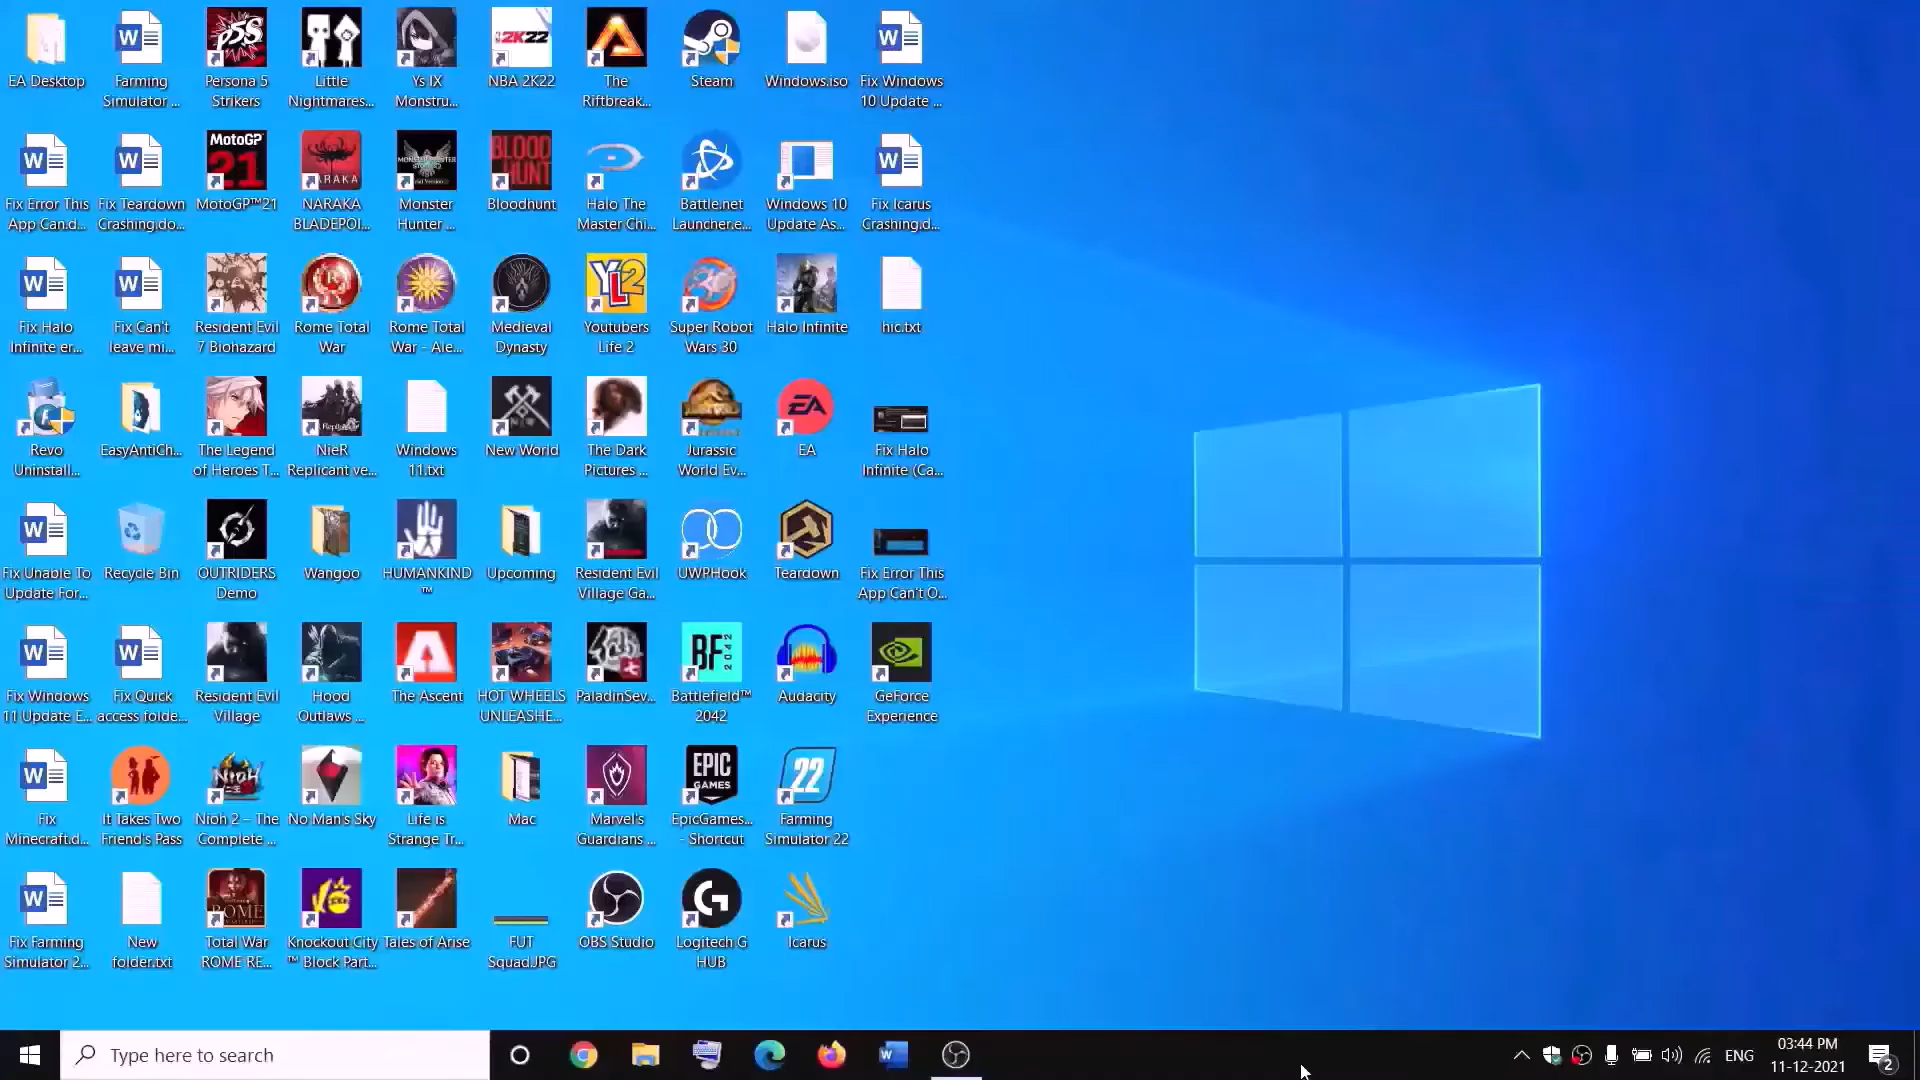 EA Desktop
Farming
Simulator ...
Persona 5
Strikers
Little
Nightmares...
Ys IX
Monstru...
NBA 2K22
The
Riftbreak...
Steam
Windows.iso
Fix Windows
10 Update ...
Fix Error This
App Can.d...
Fix Teardown
Crashing.do...
MotoGP™21
NARAKA
BLADEPOI...
Monster
Hunter ...
Bloodhunt
Halo The
Master Chi...
Battle.net
Launcher.e...
Windows 10
Update As...
Fix Icarus
Crashing.d...
Fix Halo
Infinite er...
Fix Can't
leave mi...
Resident Evil
7 Biohazard
Rome Total
War
Rome Total
War - Ale...
Medieval
Dynasty
Youtubers
Life 2
Super Robot
Wars 30
Halo Infinite
hic.txt
Revo
Uninstall...
EasyAntiCh...
The Legend
of Heroes T...
NieR
Replicant ve...
Windows
11.txt
New World
The Dark
Pictures ...
Jurassic
World Ev...
EA
Fix Halo
Infinite (Ca...
Fix Unable To
Update For...
Recycle Bin
OUTRIDERS
Demo
Wangoo
HUMANKIND
™
Upcoming
Resident Evil
Village Ga...
UWPHook
Teardown
Fix Error This
App Can't O...
Fix Windows
11 Update E...
Fix Quick
access folde...
Resident Evil
Village
Hood
Outlaws ...
The Ascent
HOT WHEELS
UNLEASHE...
PaladinSev...
Battlefield™
2042
Audacity
GeForce
Experience
Fix
Minecraft.d...
It Takes Two
Friend's Pass
Nioh 2 – The
Complete ...
No Man's Sky
Life is
Strange Tr...
Mac
Marvel's
Guardians ...
EpicGames...
- Shortcut
Farming
Simulator 22
Fix Farming
Simulator 2...
New
folder.txt
Total War
ROME RE...
Knockout City
™ Block Part...
Tales of Arise
FUT
Squad.JPG
OBS Studio
Logitech G
HUB
Icarus
Type here to search
ENG
03:44 PM
11-12-2021
2